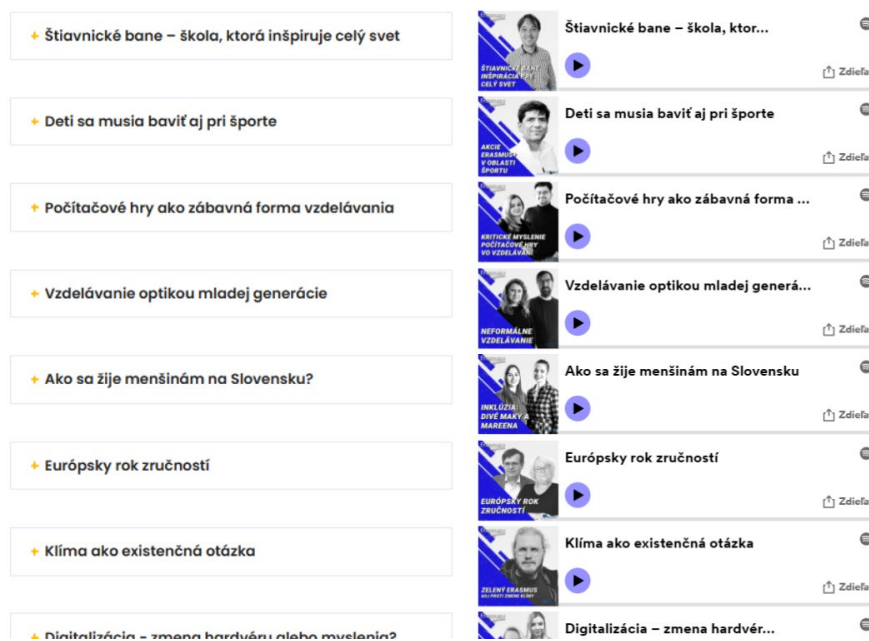 + Štiavnické bane – škola, ktorá inšpiruje celý svet
Štiavnické bane – škola, ktor...
ŠTIAVNICKÉ BANE
INŠPIRÁCIA PRE
CELÝ SVET
Zdieľa
+ Deti sa musia baviť aj pri športe
Deti sa musia baviť aj pri športe
AKCIE
ERASMUS+
V OBLASTI
ŠPORTU
Zdieľa
+ Počítačové hry ako zábavná forma vzdelávania
Počítačové hry ako zábavná forma ...
KRITICKÉ MYSLENIE
POČÍTAČOVÉ HRY
VO VZDELÁVANÍ
Zdieľa
+ Vzdelávanie optikou mladej generácie
Vzdelávanie optikou mladej generá...
NEFORMÁLNE
VZDELÁVANIE
Zdieľa
+ Ako sa žije menšinám na Slovensku?
Ako sa žije menšinám na Slovensku
INKLÚZIA:
DIVÉ MAKY A
MAREENA
Zdieľa
+ Európsky rok zručností
Európsky rok zručností
EURÓPSKY ROK
ZRUČNOSTÍ
Zdieľa
+ Klíma ako existenčná otázka
Klíma ako existenčná otázka
ZELENÝ ERASMUS
Zdieľa
+ Digitalizácia - zmena hardvéru alebo myslenia?
Digitalizácia – zmena hardvér...